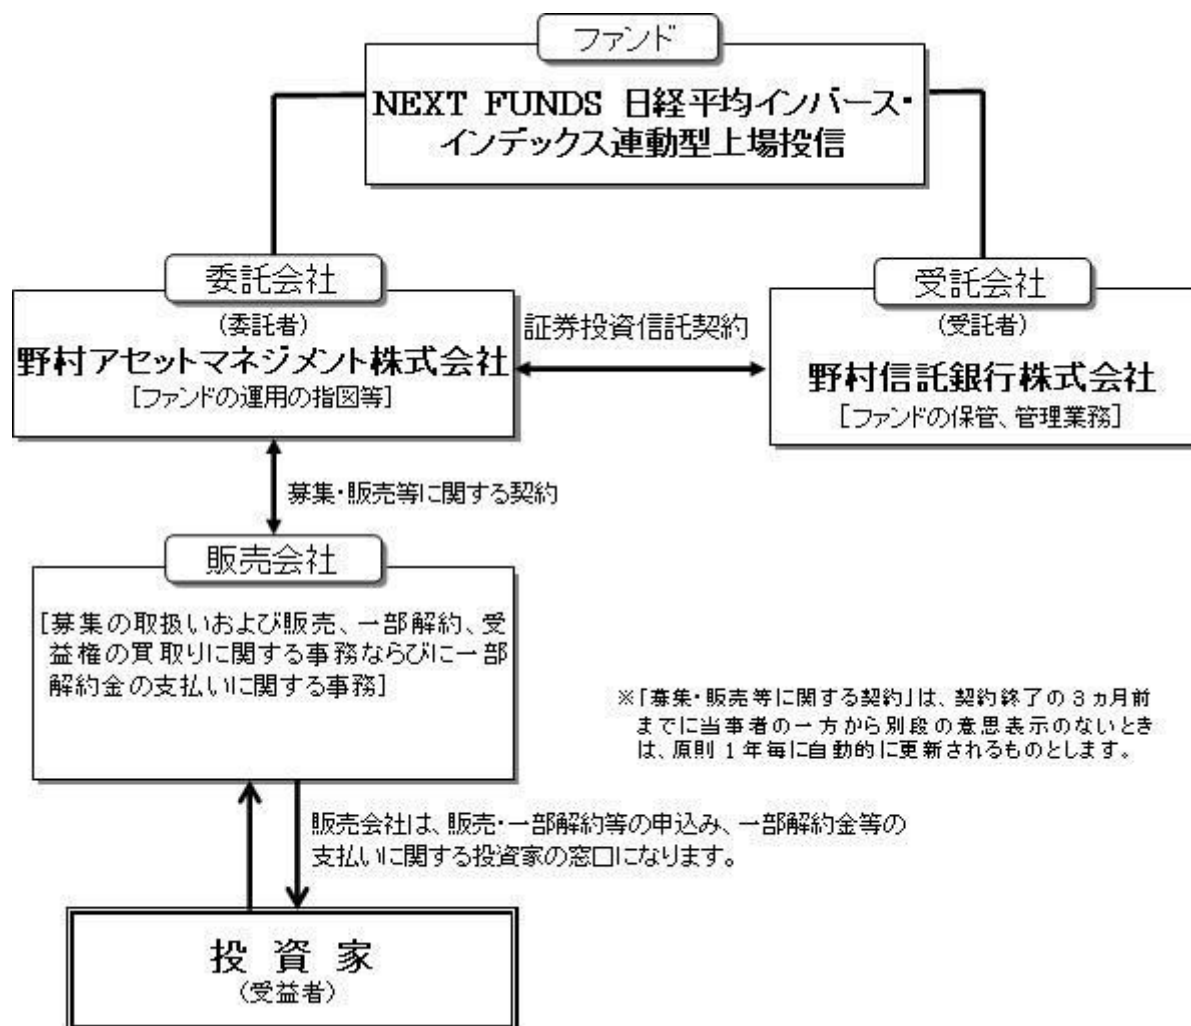 ファンド
NEXT FUNDS 日経平均インバース・
インデックス連動型上場投信
委託会社
(委託者)
野村アセットマネジメント株式会社
[ファンドの運用の指図等]
証券投資信託契約
受託会社
(受託者)
野村信託銀行株式会社
[ファンドの保管、管理業務]
募集・販売等に関する契約
販売会社
[募集の取扱いおよび販売、一部解約、受
益権の買取りに関する事務ならびに一部
解約金の支払いに関する事務]
※「募集・販売等に関する契約」は、契約終了の3ヵ月前
までに当事者の一方から別段の意思表示のないとき
は、原則1年毎に自動的に更新されるものとします。
販売会社は、販売・一部解約等の申込み、一部解約金等の
支払いに関する投資家の窓口になります。
投資家
(受益者)